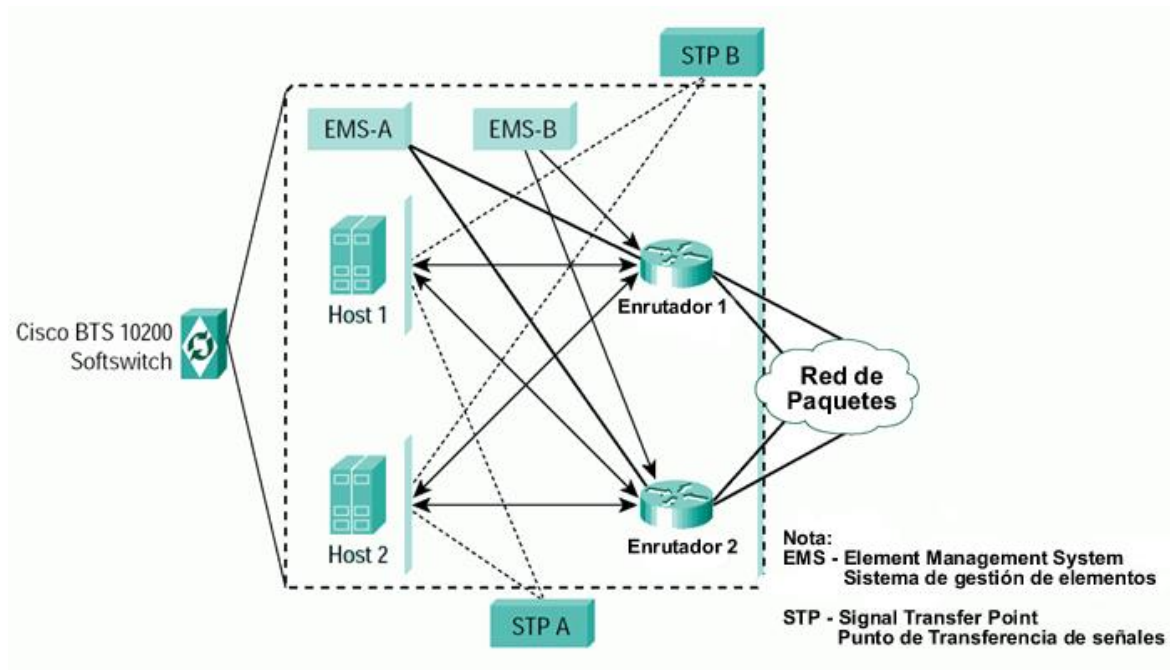 STP B
EMS-A
EMS-B
Host 1
Enrutador 1
Cisco BTS 10200
Softswitch
Red de
Paquetes
Host 2
Enrutador 2
STP A
Nota:
EMS - Element Management System
Sistema de gestión de elementos
STP - Signal Transfer Point
Punto de Transferencia de señales